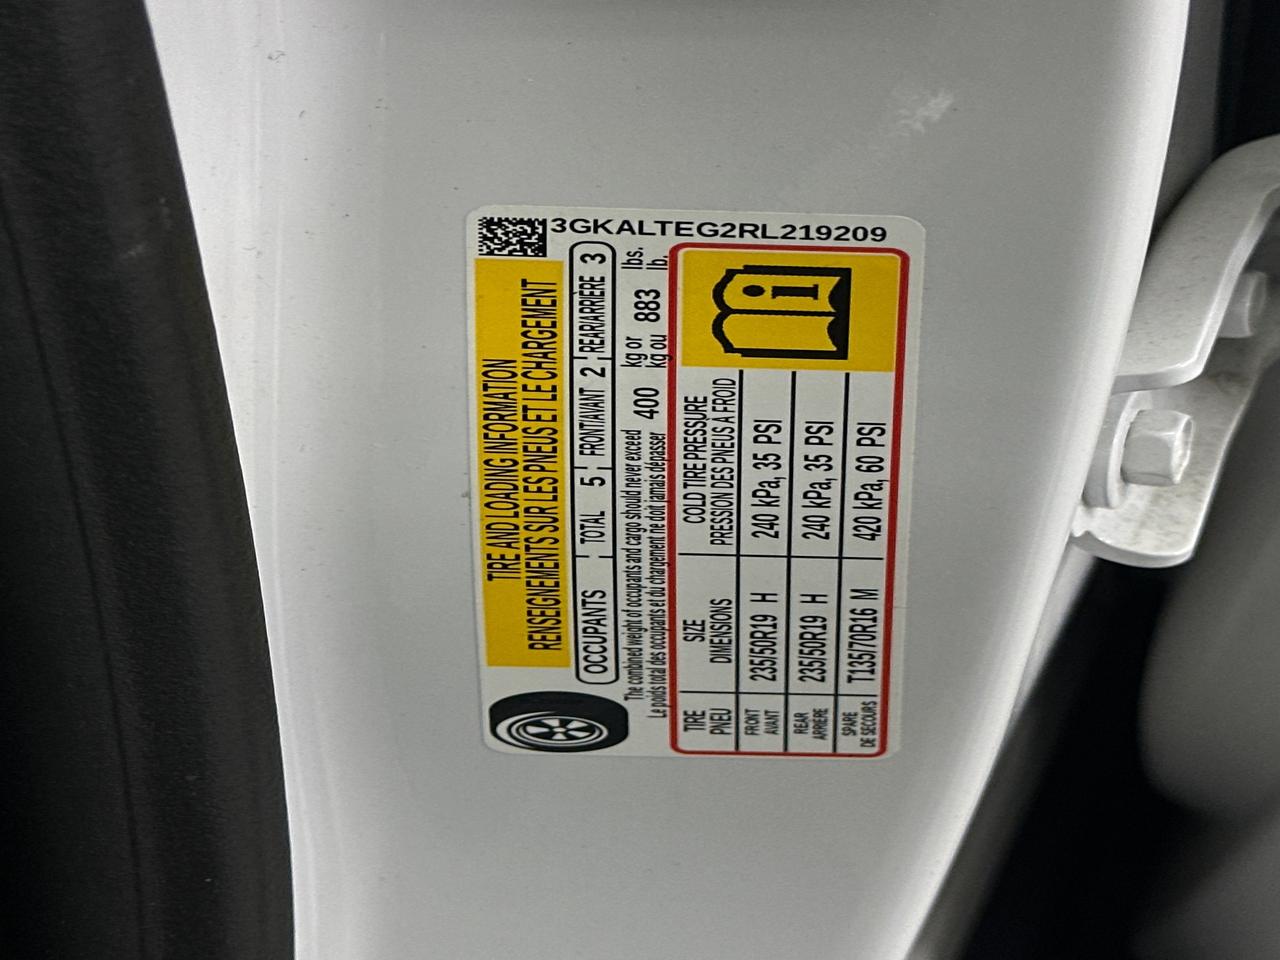 3GKALTEG2RL219209
TIRE AND LOADING INFORMATION
RENSEIGNEMENTS SUR LES PNEUS ET LE CHARGEMENT
OCCUPANTS TOTAL 5 FRONT/AVANT 2 REAR/ARRIÈRE 3
The combined weight of occupants and cargo should never exceed 400 kg or 883 lbs.
Le poids total des occupants et du chargement ne doit jamais dépasser kg ou lb.
TIRE SIZE COLD TIRE PRESSURE
PNEU DIMENSIONS PRESSION DES PNEUS À FROID
FRONT 235/50R19 H 240 kPa, 35 PSI
AVANT
REAR 235/50R19 H 240 kPa, 35 PSI
ARRIERE
SPARE T135/70R16 M 420 kPa, 60 PSI
DE SECOURS